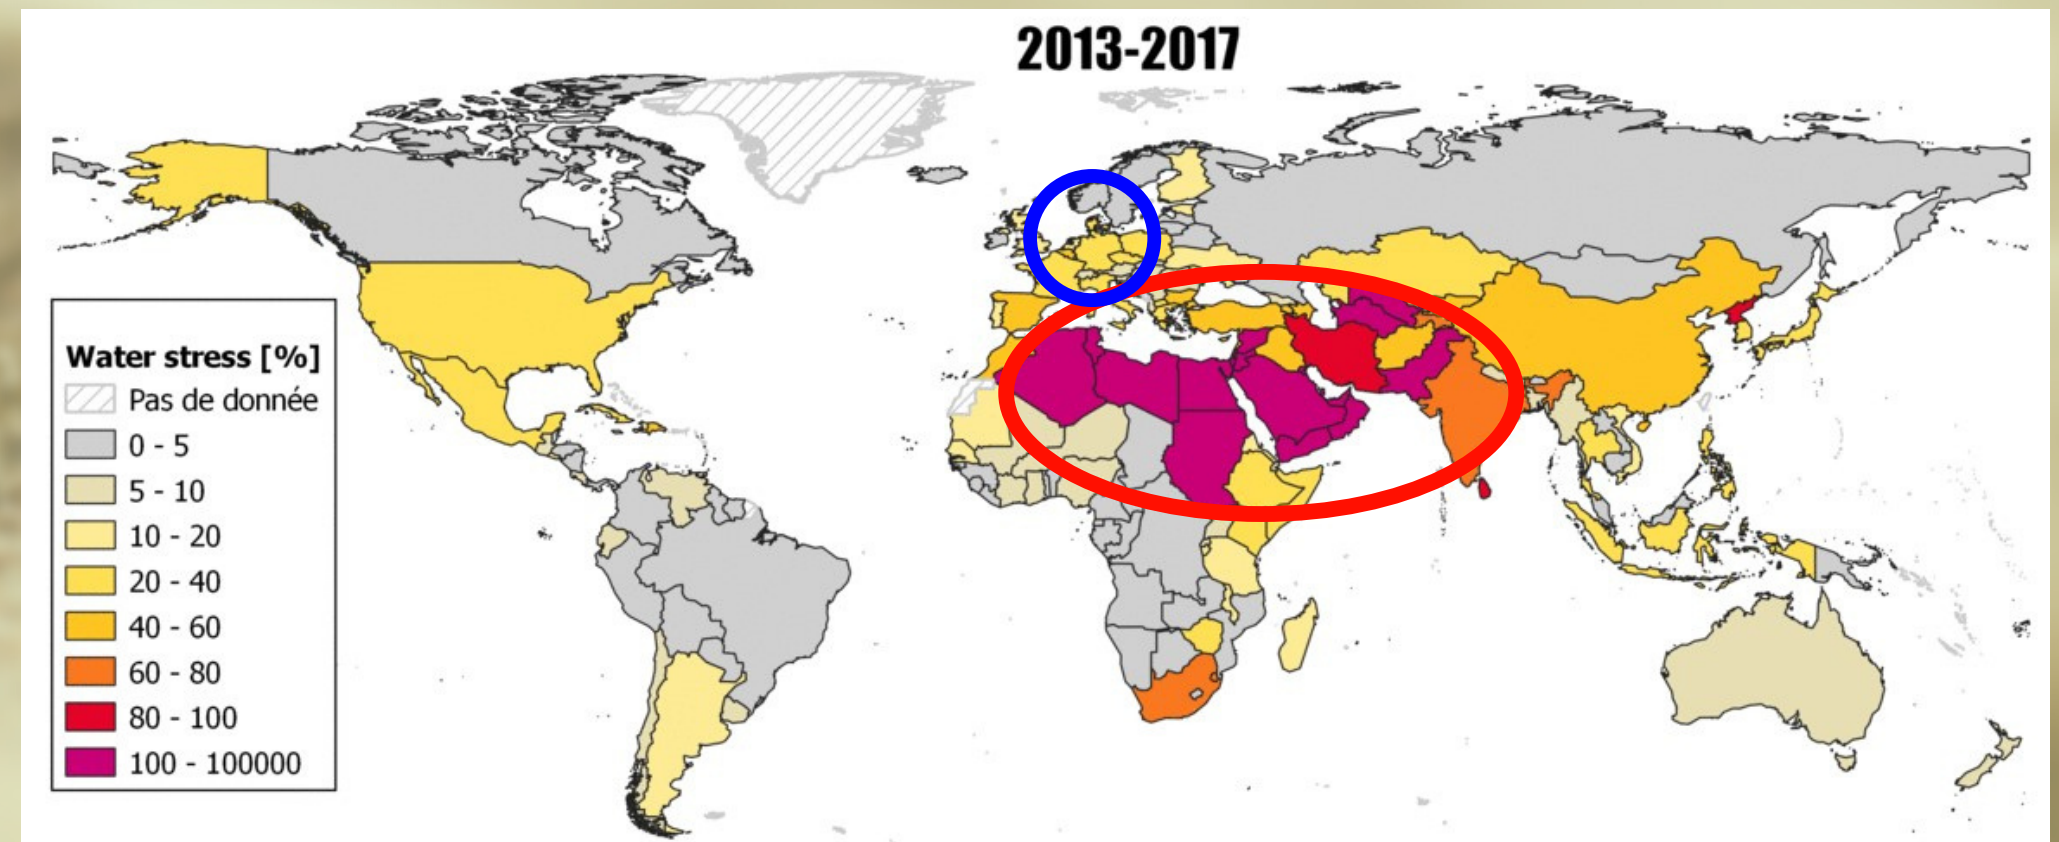 2013-2017
Water stress [%]
Pas de donnée
0 - 5
5 - 10
10 - 20
20 - 40
40 - 60
60 - 80
80 - 100
100 - 100000